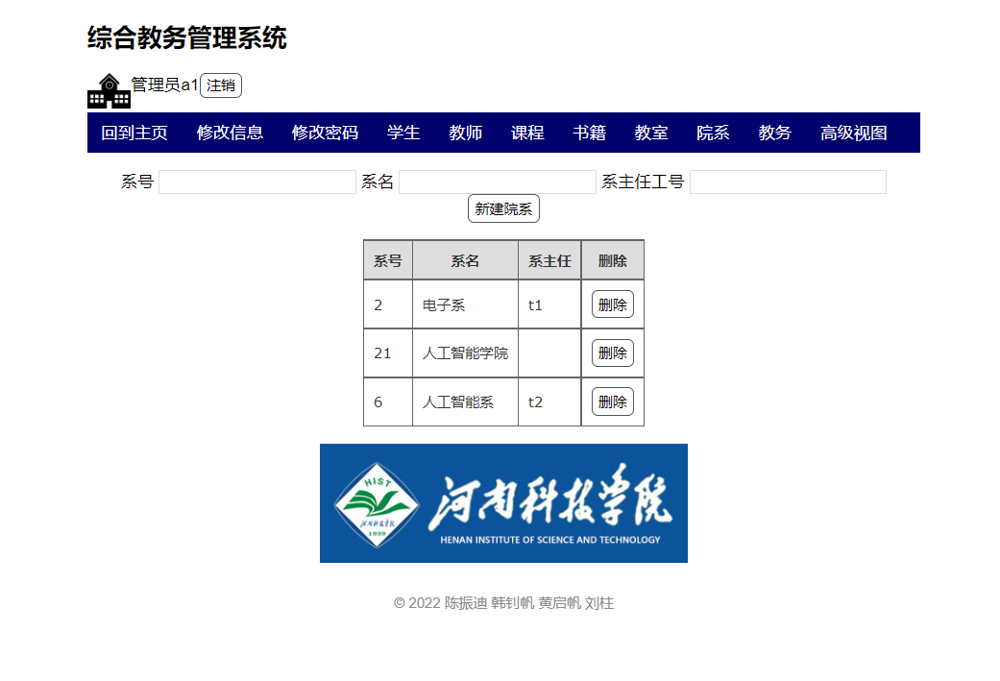 综合教务管理系统
管理员a1 注销
回到主页 修改信息 修改密码 学生 教师 课程 书籍 教室 院系 教务 高级视图
系号 系名 系主任工号
新建院系
系号 系名 系主任 删除
2 电子系 t1 删除
21 人工智能学院 删除
6 人工智能系 t2 删除
HIST
河南科技学院
1939
河南科技学院
HENAN INSTITUTE OF SCIENCE AND TECHNOLOGY
© 2022 陈振迪 韩钊帆 黄启帆 刘柱